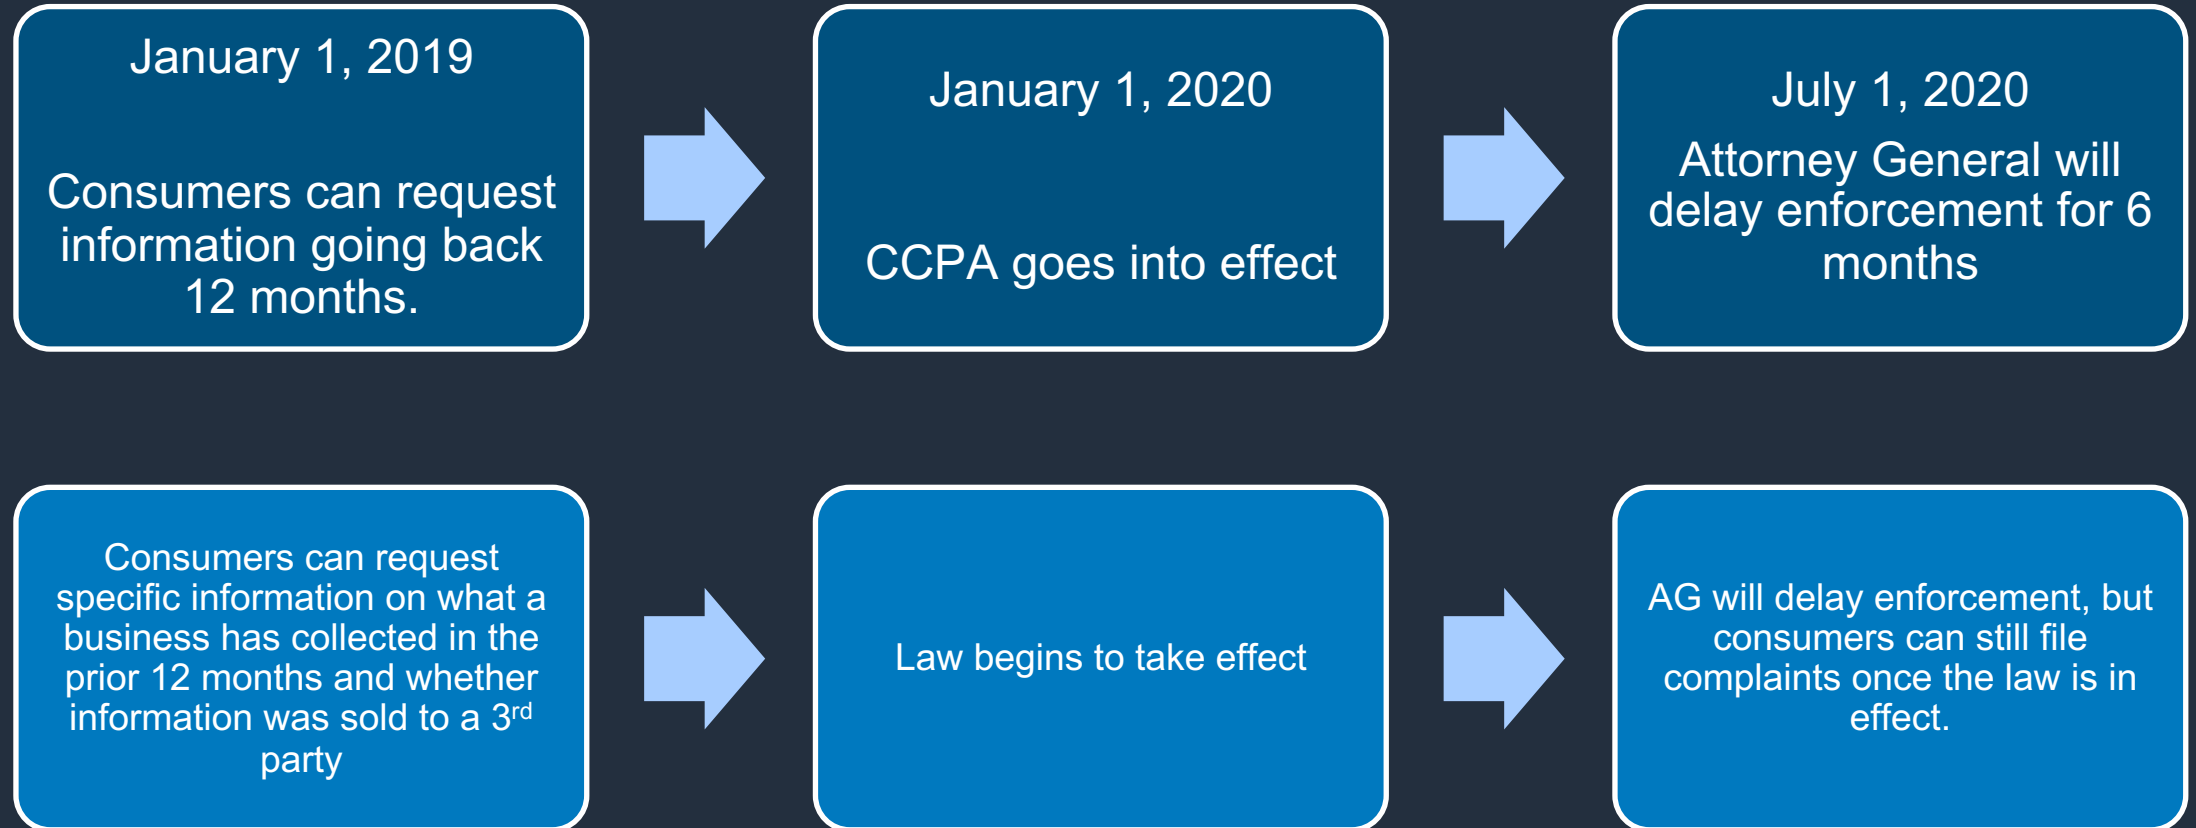 January 1, 2019
Consumers can request
information going back
12 months.
January 1, 2020
CCPA goes into effect
July 1, 2020
Attorney General will
delay enforcement for 6
months
Consumers can request
specific information on what a
business has collected in the
prior 12 months and whether
information was sold to a 3rd
party
Law begins to take effect
AG will delay enforcement, but
consumers can still file
complaints once the law is in
effect.